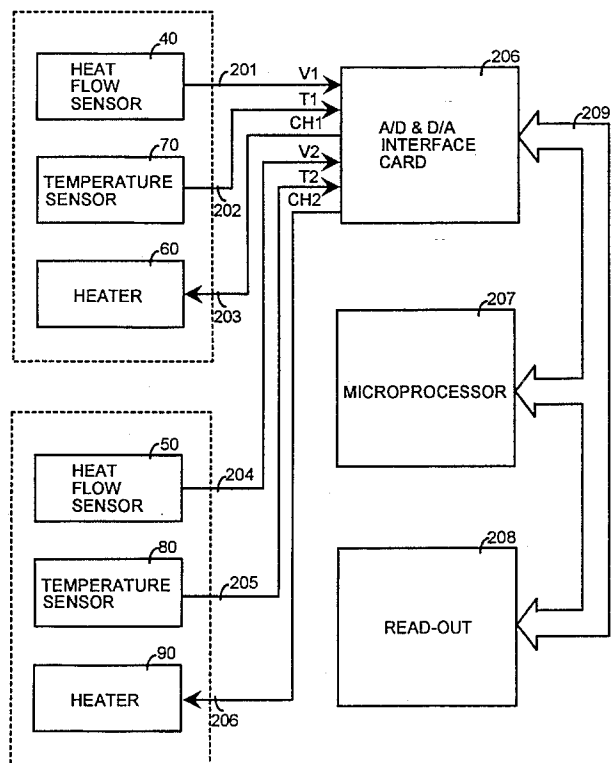 40
HEAT
FLOW
SENSOR
201
V1
T1
CH1
V2
T2
CH2
70
TEMPERATURE
SENSOR
202
60
HEATER
203
206
A/D & D/A
INTERFACE
CARD
209
207
MICROPROCESSOR
50
HEAT
FLOW
SENSOR
204
80
TEMPERATURE
SENSOR
205
90
HEATER
206
208
READ-OUT